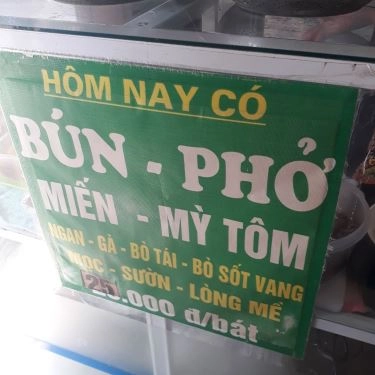 HÔM NAY CÓ
BÚN - PHỞ
MIẾN - MỲ TÔM
NGAN - GÀ - BÒ TÁI - BÒ SỐT VANG
MỌC - SƯỜN - LÒNG MỀ
25.000 đ/bát